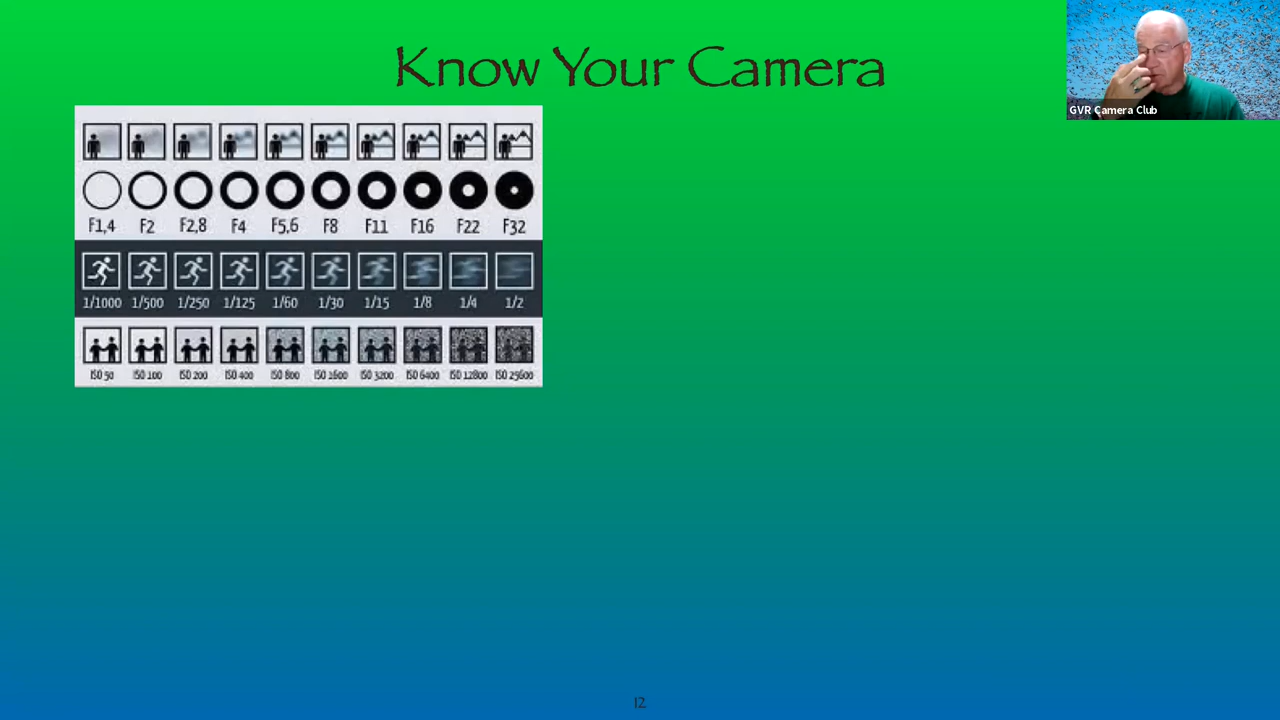 Know Your Camera
GVR Camera Club
F1,4 F2 F2,8 F4 F5,6 F8 F11 F16 F22 F32
1/1000 1/500 1/250 1/125 1/60 1/30 1/15 1/8 1/4 1/2
ISO 50 ISO 100 ISO 200 ISO 400 ISO 800 ISO 1600 ISO 3200 ISO 6400 ISO 12800 ISO 25600
12